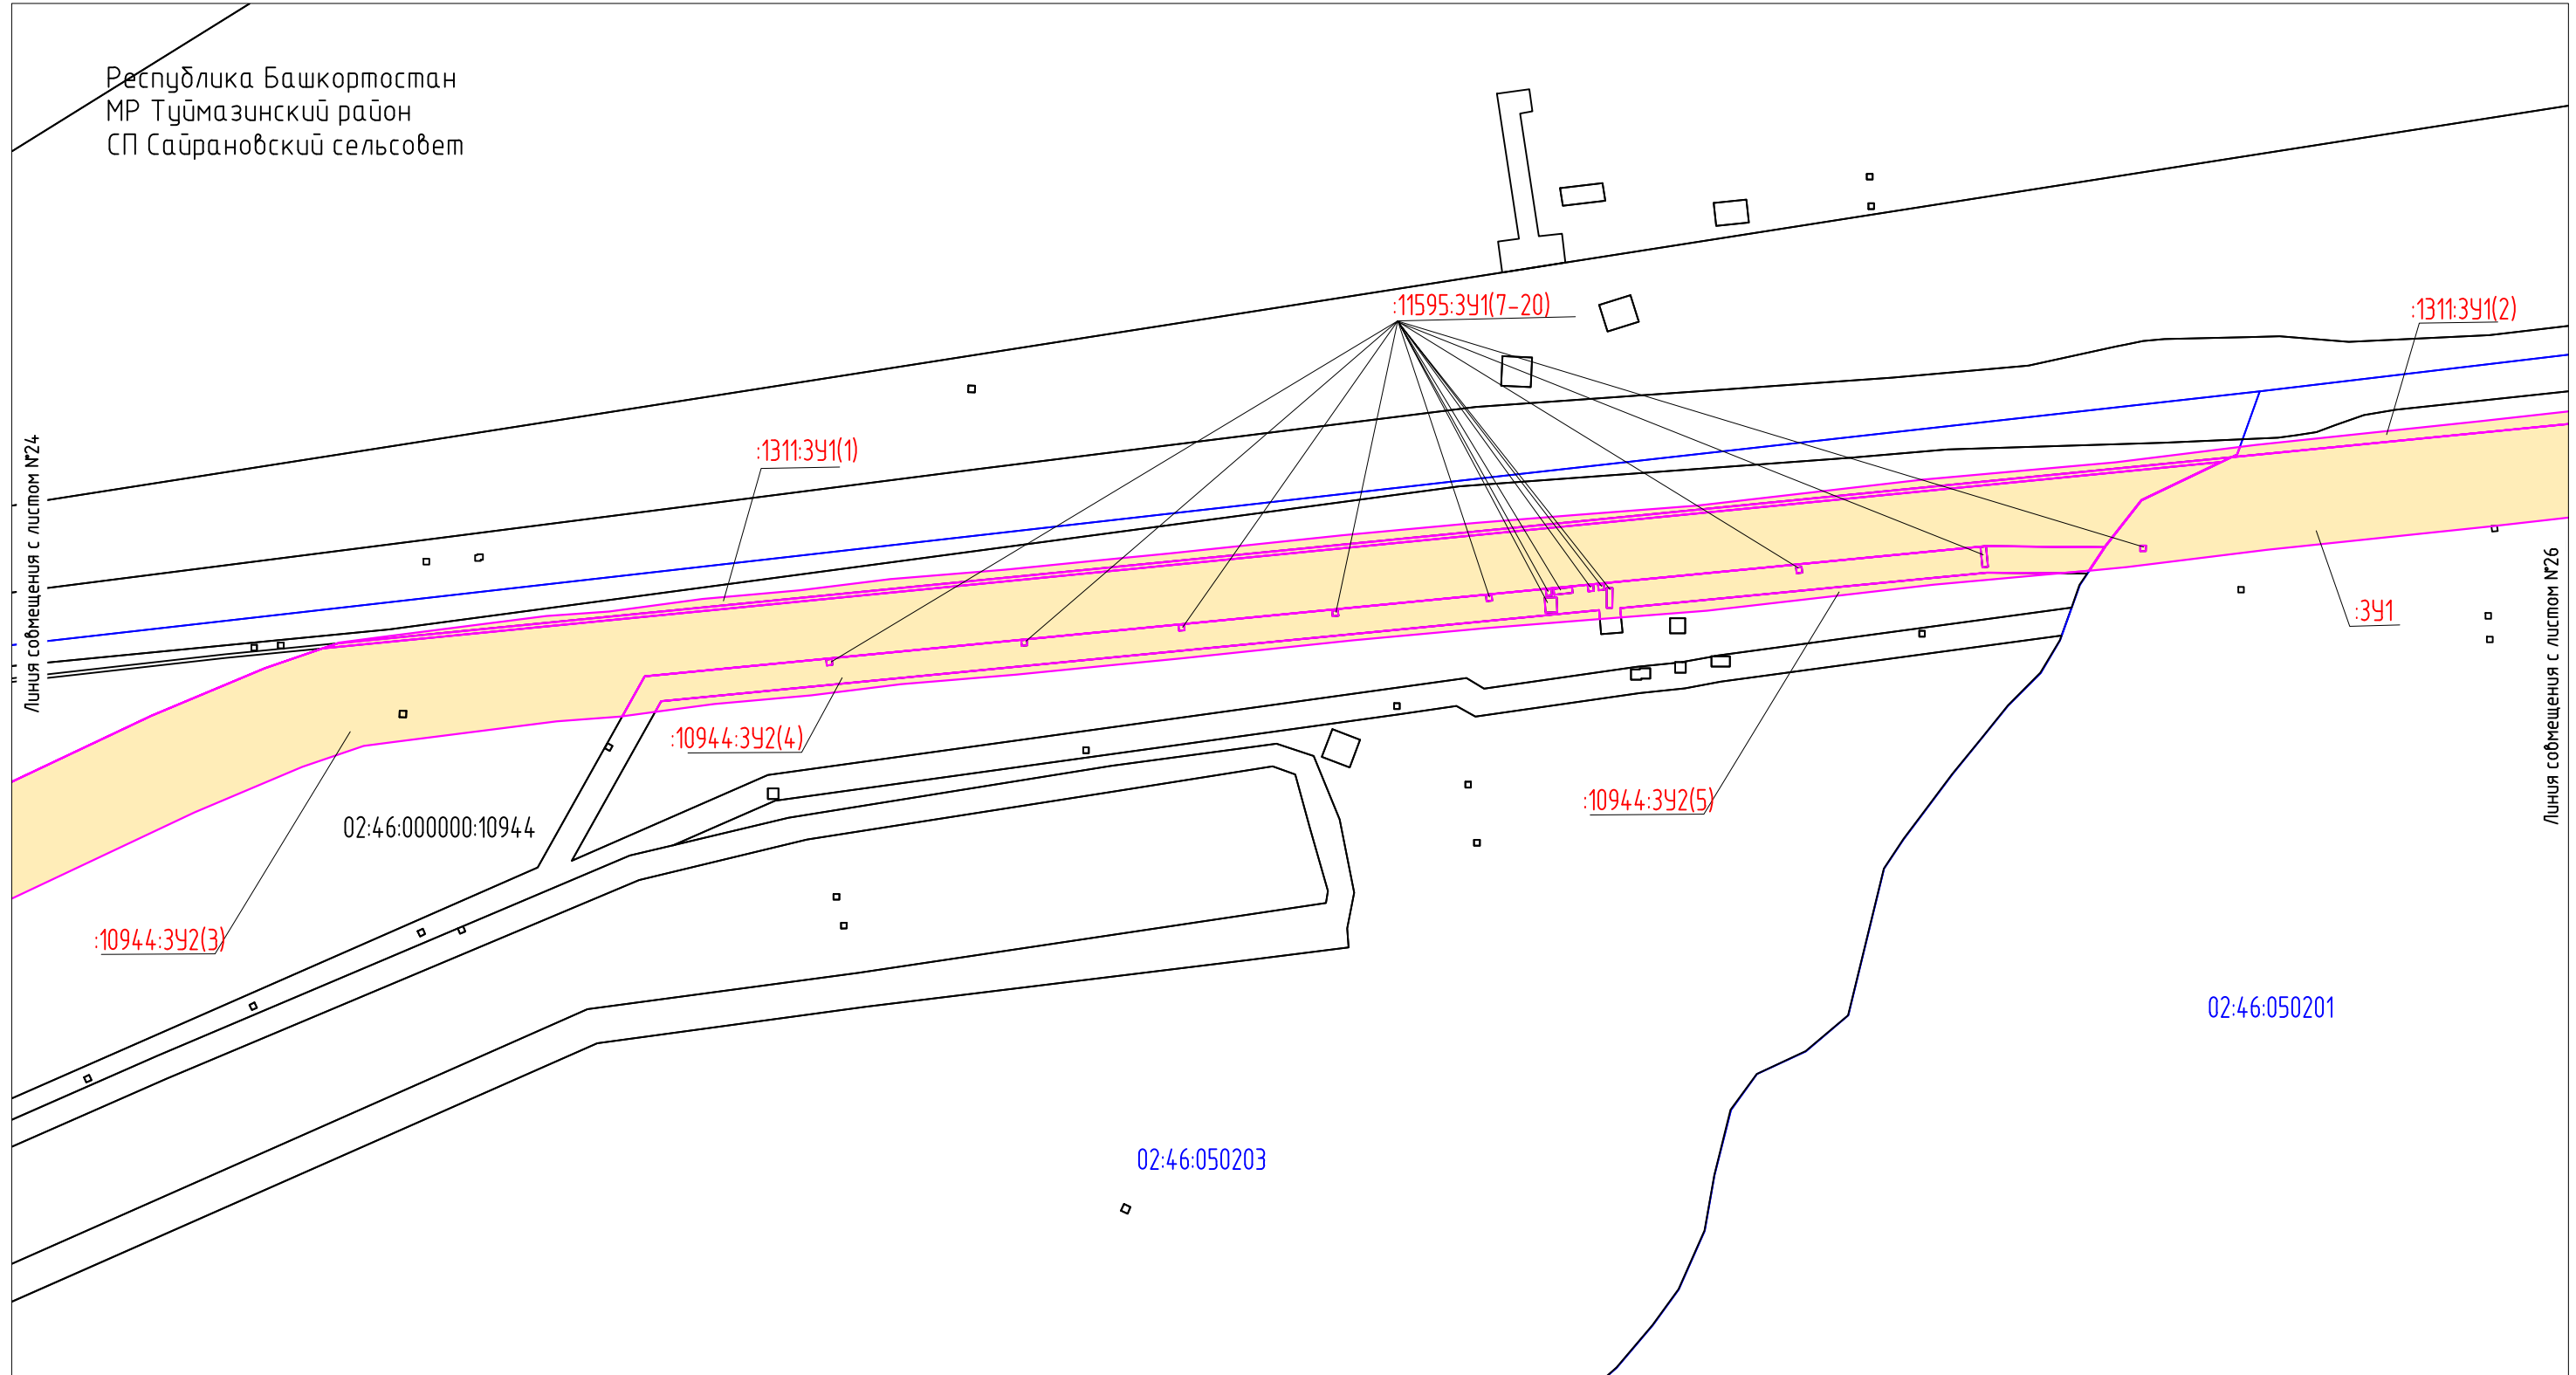 Республика Башкортостан
МР Туймазинский район
СП Сайрановский сельсовет
:11595:ЗУ1(7-20)
:1311:ЗУ1(2)
:1311:ЗУ1(1)
Линия совмещения с листом №24
Линия совмещения с листом №26
:ЗУ1
:10944:ЗУ2(4)
:10944:ЗУ2(5)
02:46:000000:10944
:10944:ЗУ2(3)
02:46:050201
02:46:050203